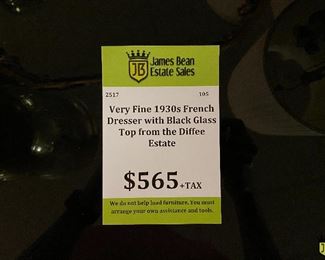 James Bean
JB
Estate Sales
2517 105
Very Fine 1930s French
Dresser with Black Glass
Top from the Diffee
Estate
$565+TAX
We do not help load furniture. You must
arrange your own assistance and tools.